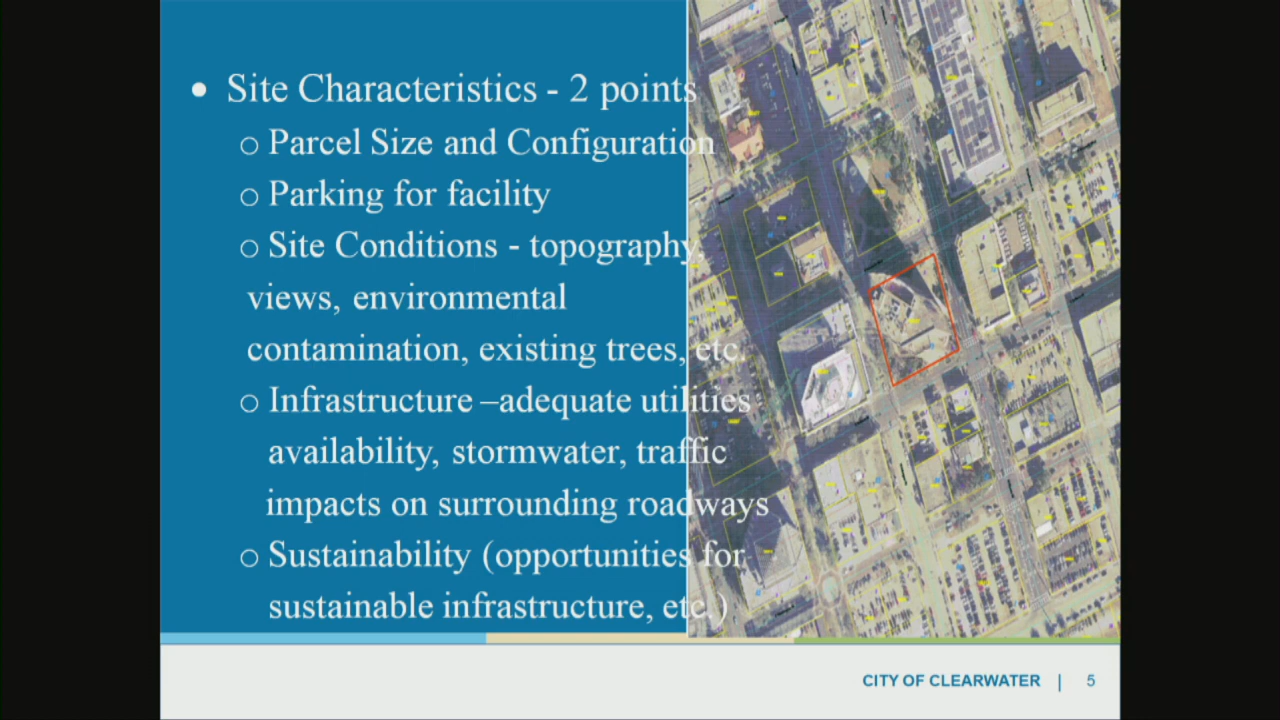 • Site Characteristics - 2 points
o Parcel Size and Configuration
o Parking for facility
o Site Conditions - topography
views, environmental
contamination, existing trees, etc.
o Infrastructure –adequate utilities
availability, stormwater, traffic
impacts on surrounding roadways
o Sustainability (opportunities for
sustainable infrastructure, etc.)
CITY OF CLEARWATER | 5